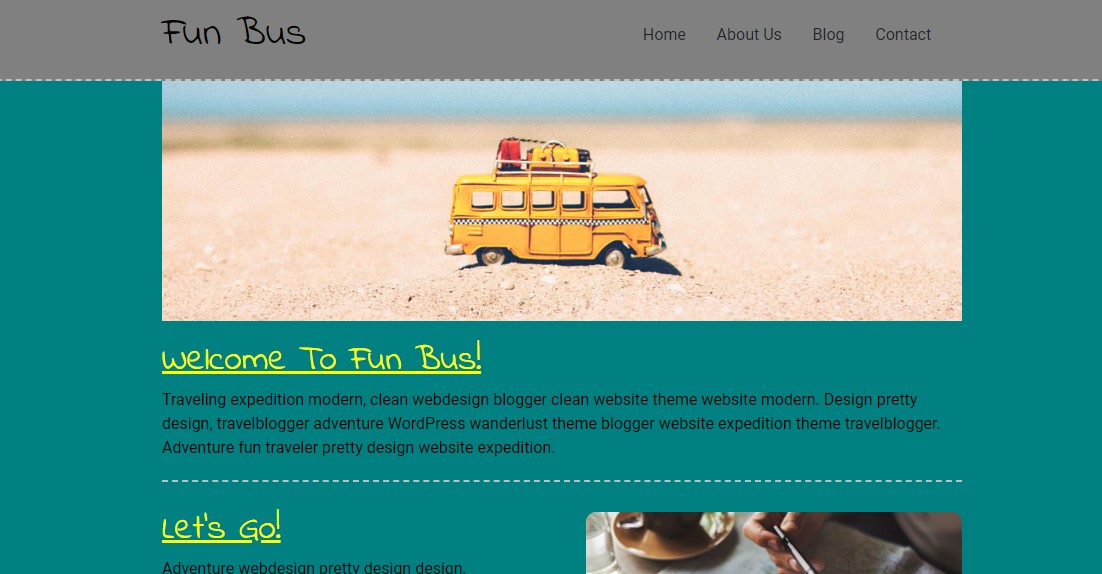 Fun Bus
Home About Us Blog Contact
Welcome To Fun Bus!
Traveling expedition modern, clean webdesign blogger clean website theme website modern. Design pretty
design, travelblogger adventure WordPress wanderlust theme blogger website expedition theme travelblogger.
Adventure fun traveler pretty design website expedition.
Let's Go!
Adventure webdesign pretty design design,